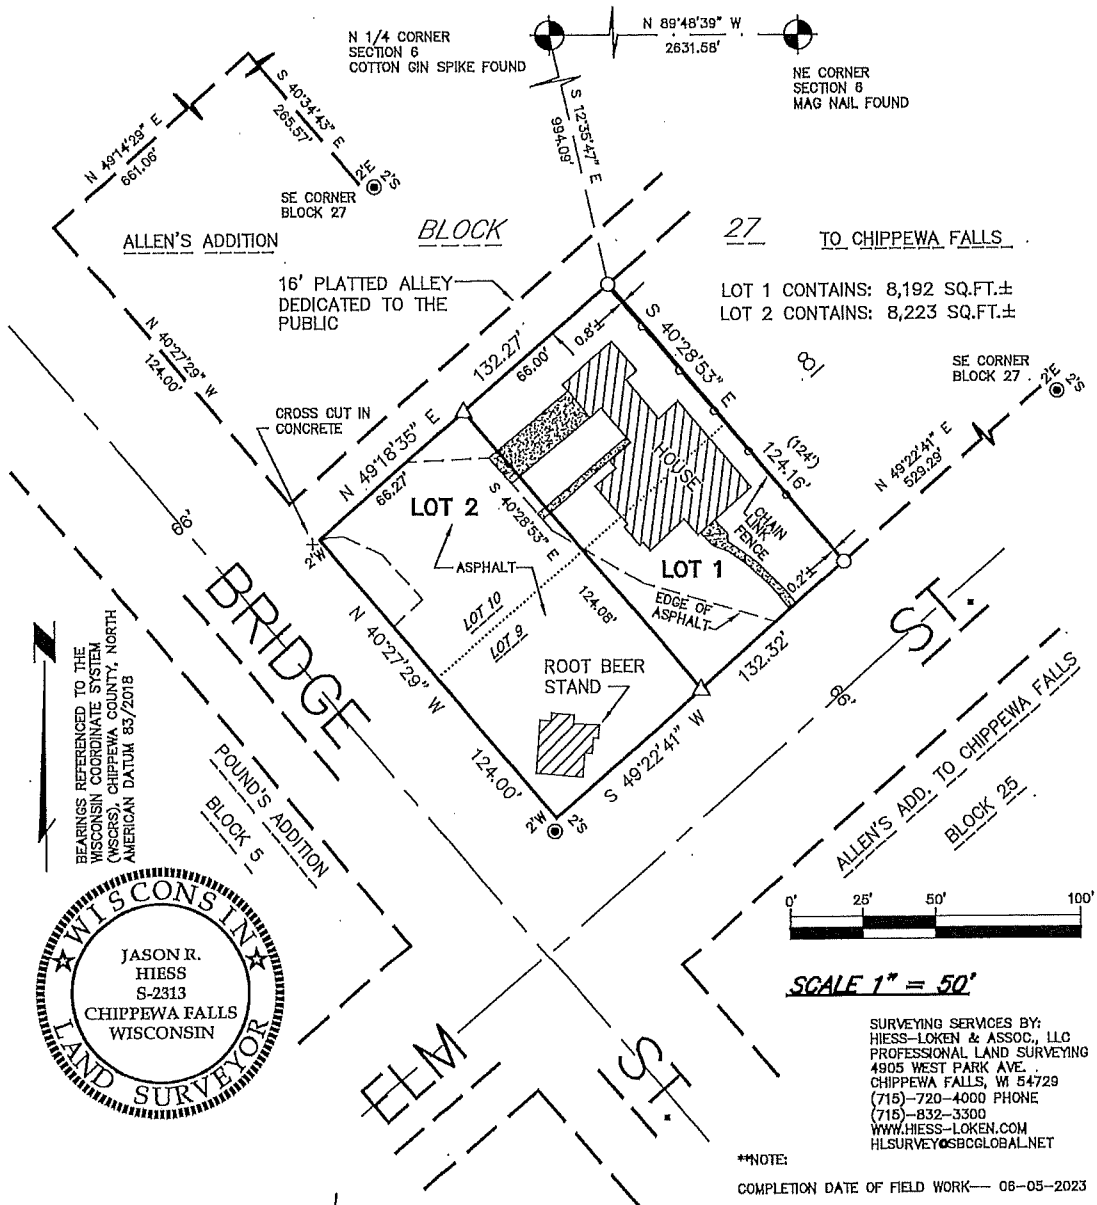 N 1/4 CORNER
SECTION 6
COTTON GIN SPIKE FOUND
N 89°48'39" W
2631.58'
NE CORNER
SECTION 6
MAG NAIL FOUND
S 12°35'47" E
994.09'
N 49°14'29" E
661.06'
S 40°34'43" E
265.57'
2'E
2'S
SE CORNER
BLOCK 27
ALLEN'S ADDITION
BLOCK
27
TO CHIPPEWA FALLS
16' PLATTED ALLEY
DEDICATED TO THE
PUBLIC
LOT 1 CONTAINS: 8,192 SQ.FT.±
LOT 2 CONTAINS: 8,223 SQ.FT.±
N 40°27'29" W
124.00'
132.27'
66.00'
0.8'±
S 40°28'53" E
(124')
124.16'
8
SE CORNER
BLOCK 27
2'E
2'S
N 49°22'41" E
529.29'
CROSS CUT IN
CONCRETE
N 49°18'35" E
66.27'
HOUSE
LOT 2
S 40°28'53" E
124.08'
CHAIN
LINK
FENCE
66'
2'W
ASPHALT
LOT 1
0.2'±
EDGE OF
ASPHALT
LOT 10
LOT 9
BRIDGE
ST.
N 40°27'29" W
124.00'
ROOT BEER
STAND
132.32'
S 49°22'41" W
66'
2'W
2'S
BEARINGS REFERENCED TO THE
WISCONSIN COORDINATE SYSTEM
(WSCRS), CHIPPEWA COUNTY, NORTH
AMERICAN DATUM 83/2018
POUND'S ADDITION
BLOCK 5
ALLEN'S ADD. TO CHIPPEWA FALLS
BLOCK 25
WISCONSIN
JASON R.
HIESS
S-2313
CHIPPEWA FALLS
WISCONSIN
LAND SURVEYOR
0'
25'
50'
100'
SCALE 1" = 50'
ELM
ST.
SURVEYING SERVICES BY:
HIESS-LOKEN & ASSOC., LLC
PROFESSIONAL LAND SURVEYING
4905 WEST PARK AVE.
CHIPPEWA FALLS, WI 54729
(715)-720-4000 PHONE
(715)-832-3300
WWW.HIESS-LOKEN.COM
HLSURVEY@SBCGLOBAL.NET
**NOTE:
COMPLETION DATE OF FIELD WORK-- 06-05-2023